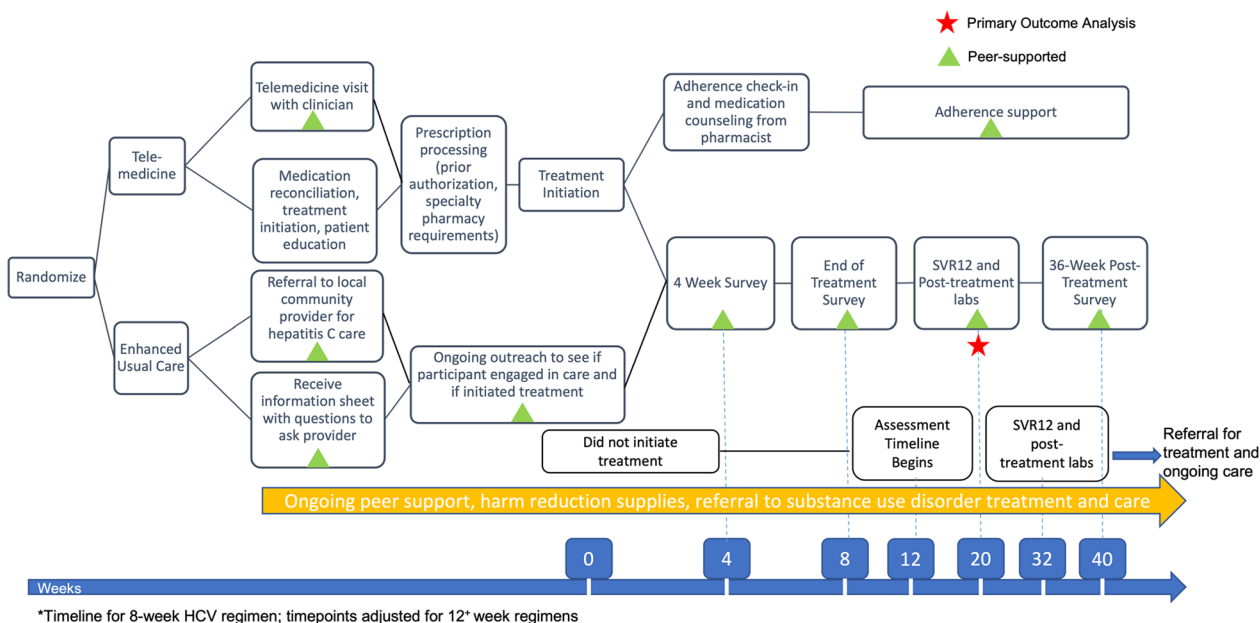 Primary Outcome Analysis
Peer-supported
Telemedicine visit
with clinician
Adherence check-in
and medication
counseling from
pharmacist
Adherence support
Prescription
processing
(prior
authorization,
specialty
pharmacy
requirements)
Tele-
medicine
Medication
reconciliation,
treatment
initiation, patient
education
Treatment
Initiation
Randomize
Referral to local
community
provider for
hepatitis C care
4 Week Survey
End of
Treatment
Survey
SVR12 and
Post-treatment
labs
36-Week Post-
Treatment
Survey
Enhanced
Usual Care
Ongoing outreach to see if
participant engaged in care and
if initiated treatment
Receive
information sheet
with questions to
ask provider
Did not initiate
treatment
Assessment
Timeline
Begins
SVR12 and
post-
treatment labs
Referral for
treatment and
ongoing care
Ongoing peer support, harm reduction supplies, referral to substance use disorder treatment and care
0
4
8
12
20
32
40
Weeks
*Timeline for 8-week HCV regimen; timepoints adjusted for 12⁺ week regimens